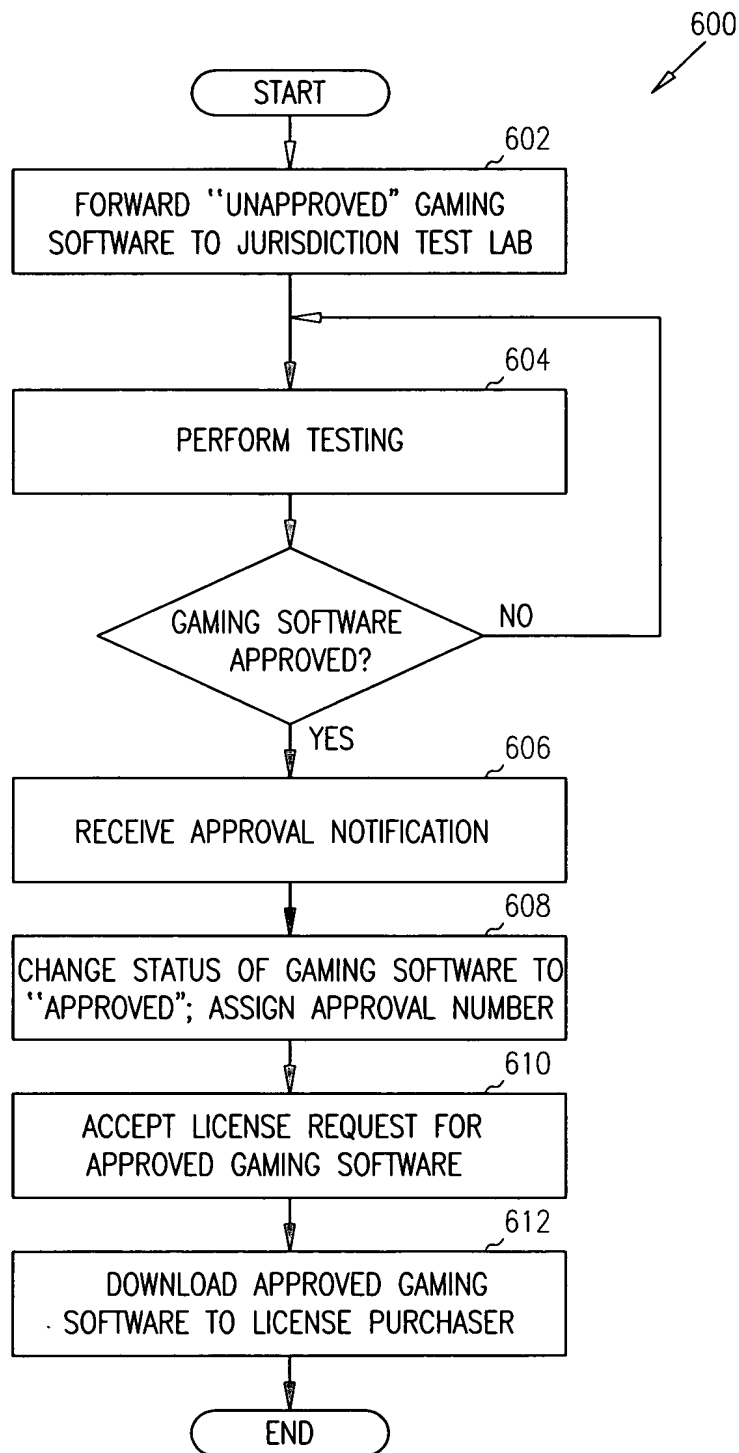 600
START
602
FORWARD ‘‘UNAPPROVED” GAMING
SOFTWARE TO JURISDICTION TEST LAB
604
PERFORM TESTING
GAMING SOFTWARE
APPROVED?
NO
YES
606
RECEIVE APPROVAL NOTIFICATION
608
CHANGE STATUS OF GAMING SOFTWARE TO
‘‘APPROVED”; ASSIGN APPROVAL NUMBER
610
ACCEPT LICENSE REQUEST FOR
APPROVED GAMING SOFTWARE
612
DOWNLOAD APPROVED GAMING
SOFTWARE TO LICENSE PURCHASER
END